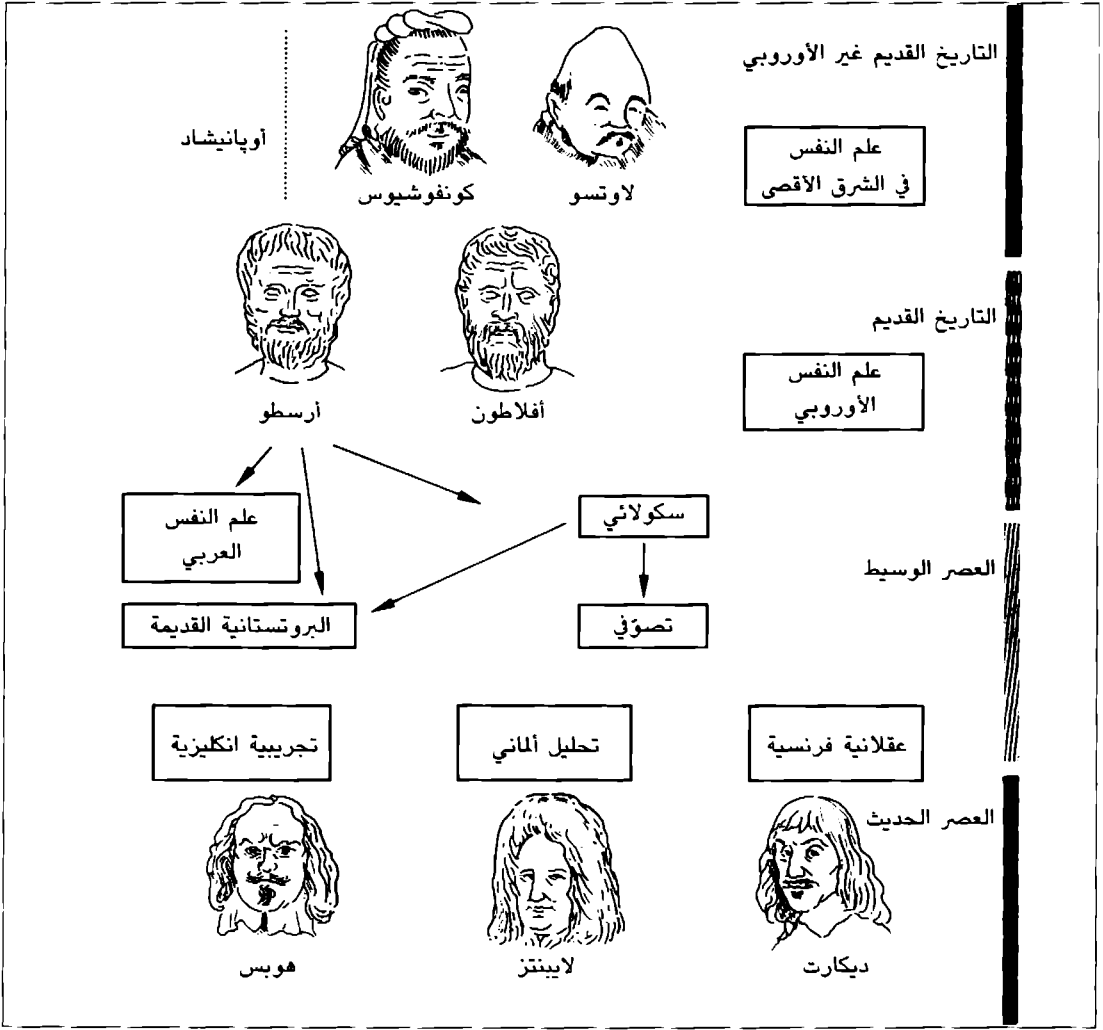 التاريخ القديم غير الأوروبي
علم النفس
في الشرق الأقصى
لاوتسو
كونفوشيوس
أوپانيشاد
التاريخ القديم
علم النفس
الأوروبي
أفلاطون
أرسطو
العصر الوسيط
سكولائي
علم النفس
العربي
تصوّفي
البروتستانية القديمة
عقلانية فرنسية
تحليل ألماني
تجريبية انكليزية
العصر الحديث
ديكارت
لايبنتز
هوبس